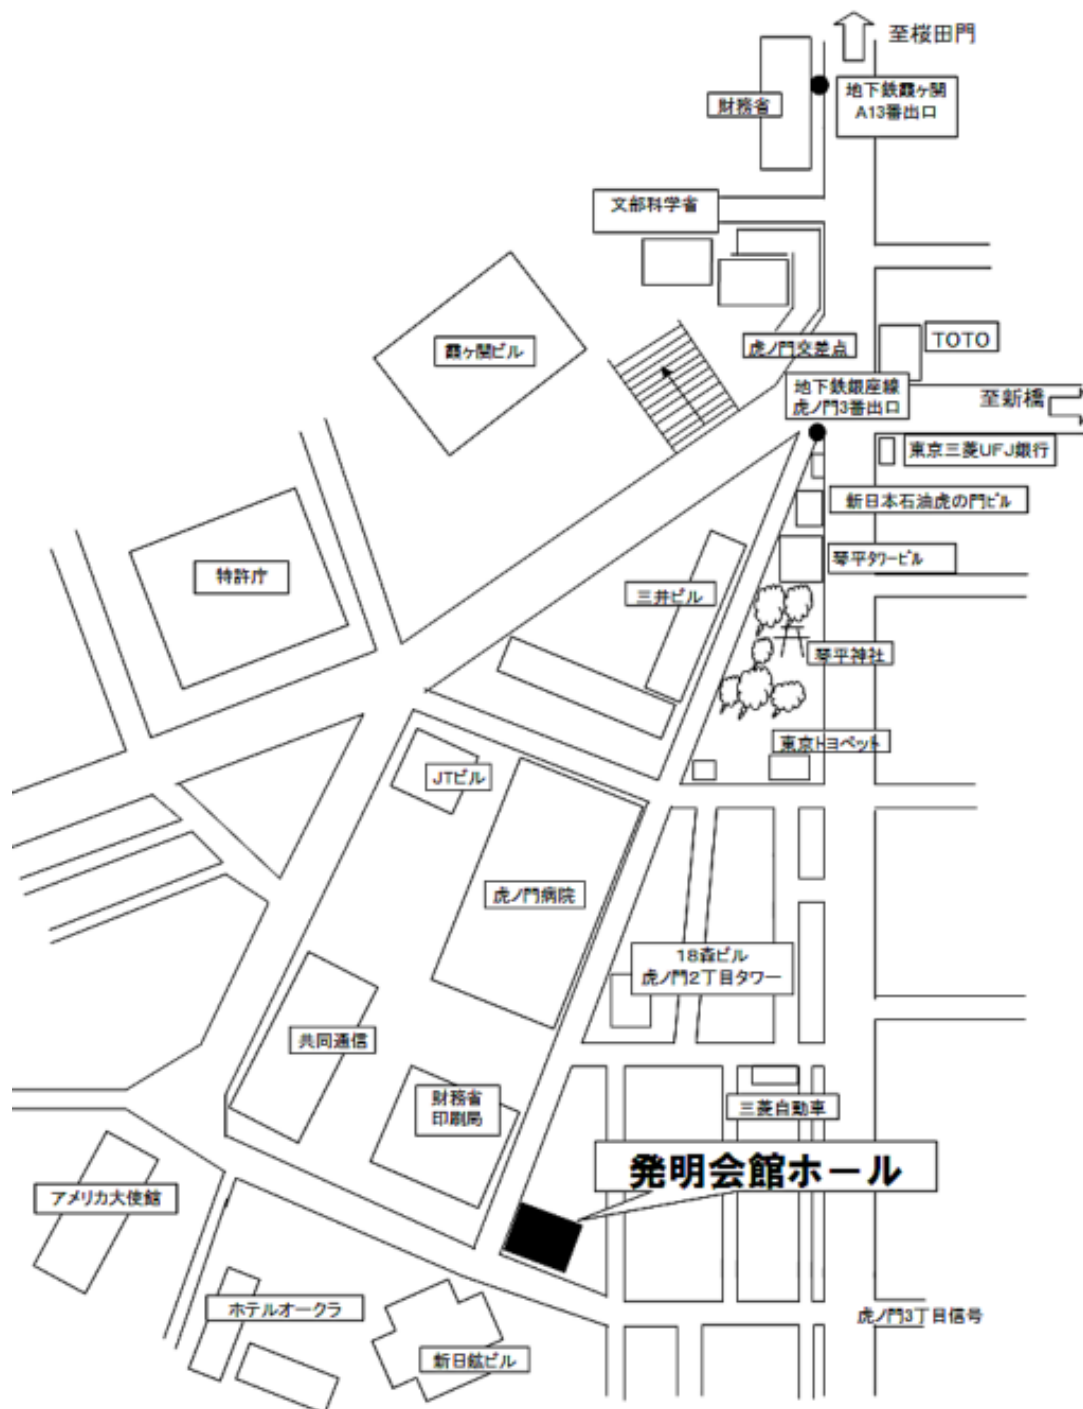 至桜田門
地下鉄霞ヶ関
A13番出口
財務省
文部科学省
霞ヶ関ビル
虎ノ門交差点
TOTO
地下鉄銀座線
虎ノ門3番出口
至新橋
東京三菱UFJ銀行
新日本石油虎の門ビル
琴平タワービル
特許庁
三井ビル
琴平神社
東京トヨペット
JTビル
虎ノ門病院
18森ビル
虎ノ門2丁目タワー
共同通信
財務省
印刷局
三菱自動車
発明会館ホール
アメリカ大使館
ホテルオークラ
新日鉱ビル
虎ノ門3丁目信号